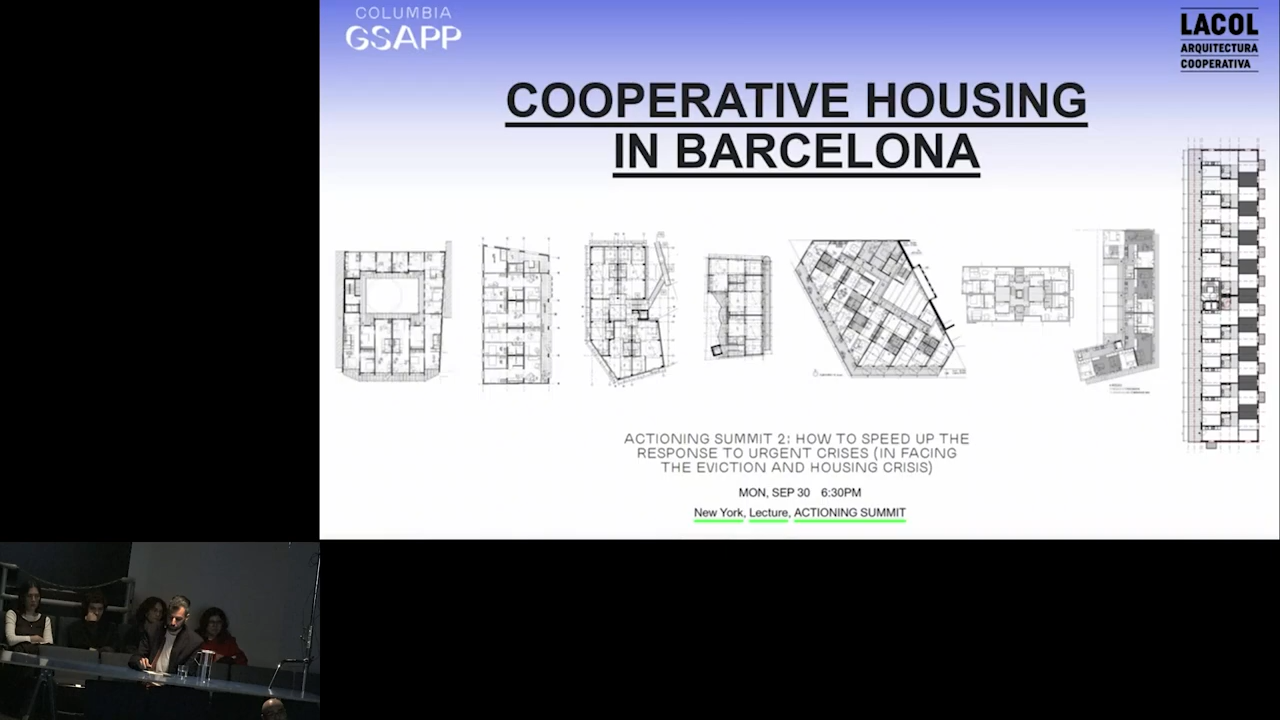 COLUMBIA
GSAPP
LACOL
ARQUITECTURA
COOPERATIVA
COOPERATIVE HOUSING
IN BARCELONA
ACTIONING SUMMIT 2: HOW TO SPEED UP THE
RESPONSE TO URGENT CRISES (IN FACING
THE EVICTION AND HOUSING CRISIS)
MON, SEP 30 6:30PM
New York, Lecture, ACTIONING SUMMIT